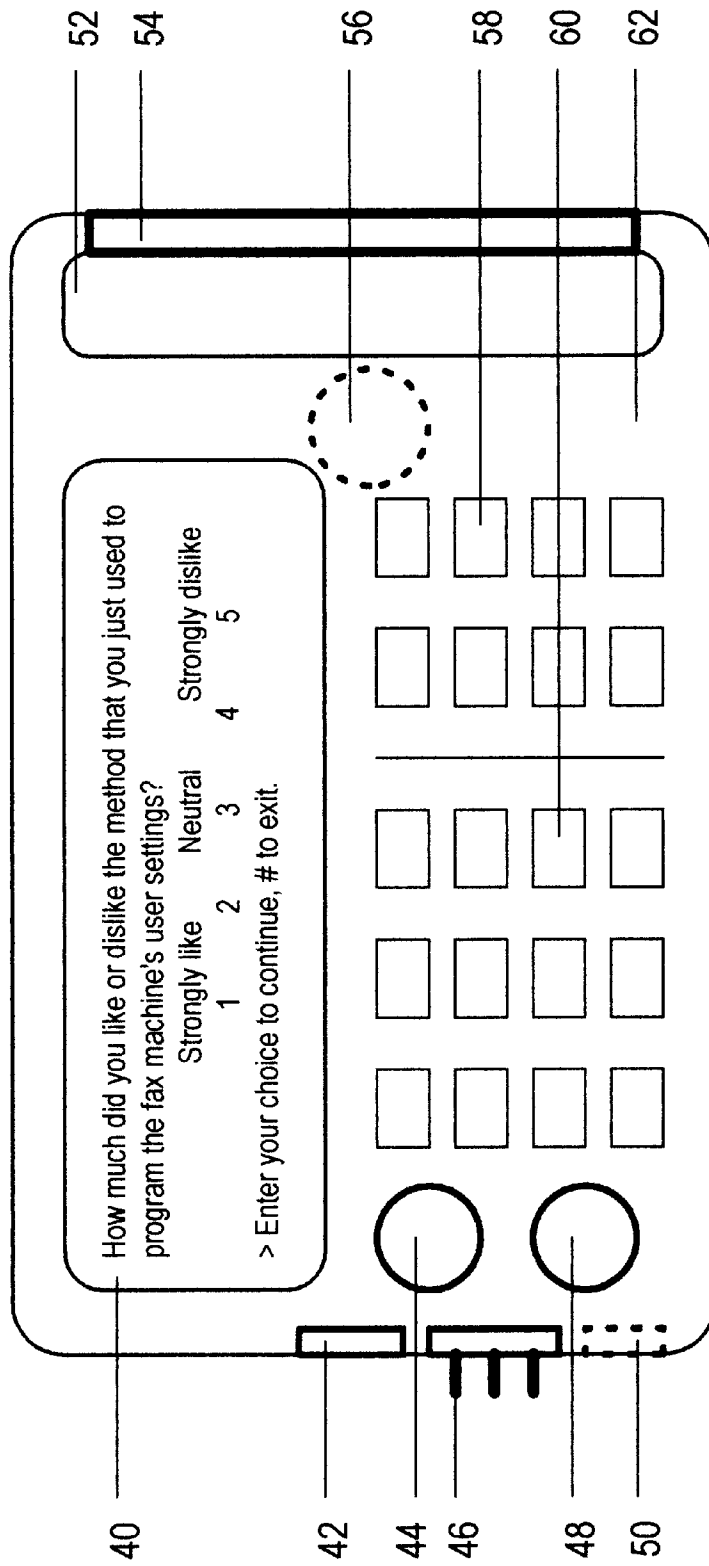 How much did you like or dislike the method that you just used to
program the fax machine's user settings?
Strongly like Neutral Strongly dislike
1 2 3 4 5
> Enter your choice to continue, # to exit.
40
42
44
46
48
50
52
54
56
58
60
62